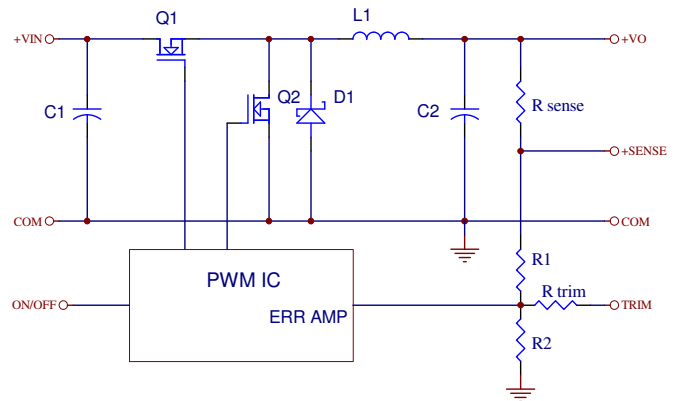 Q1
L1
+VIN
+VO
C1
Q2
D1
C2
R sense
+SENSE
COM
COM
PWM IC
R1
R trim
ON/OFF
ERR AMP
TRIM
R2